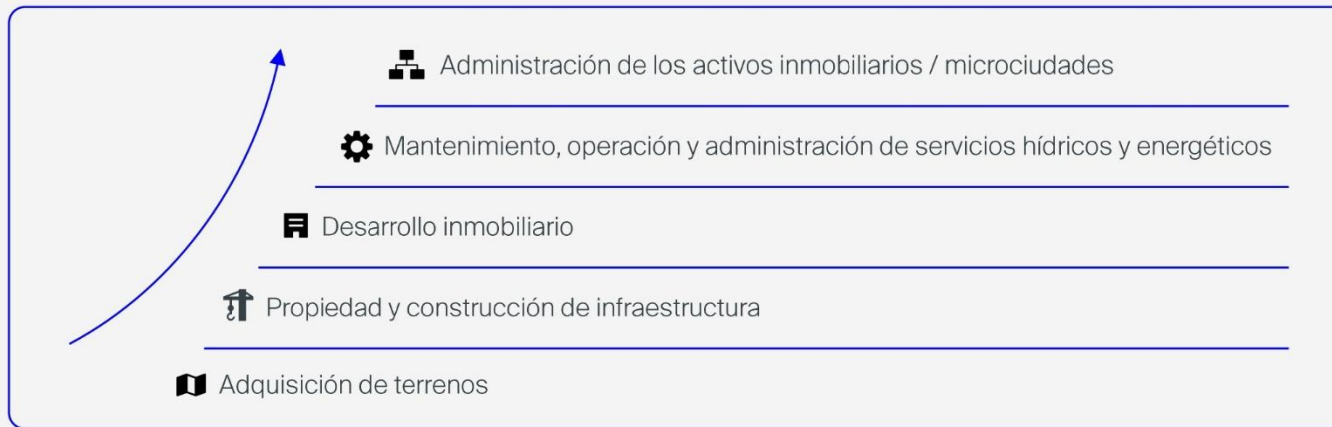 Administración de los activos inmobiliarios / microciudades
Mantenimiento, operación y administración de servicios hídricos y energéticos
Desarrollo inmobiliario
Propiedad y construcción de infraestructura
Adquisición de terrenos